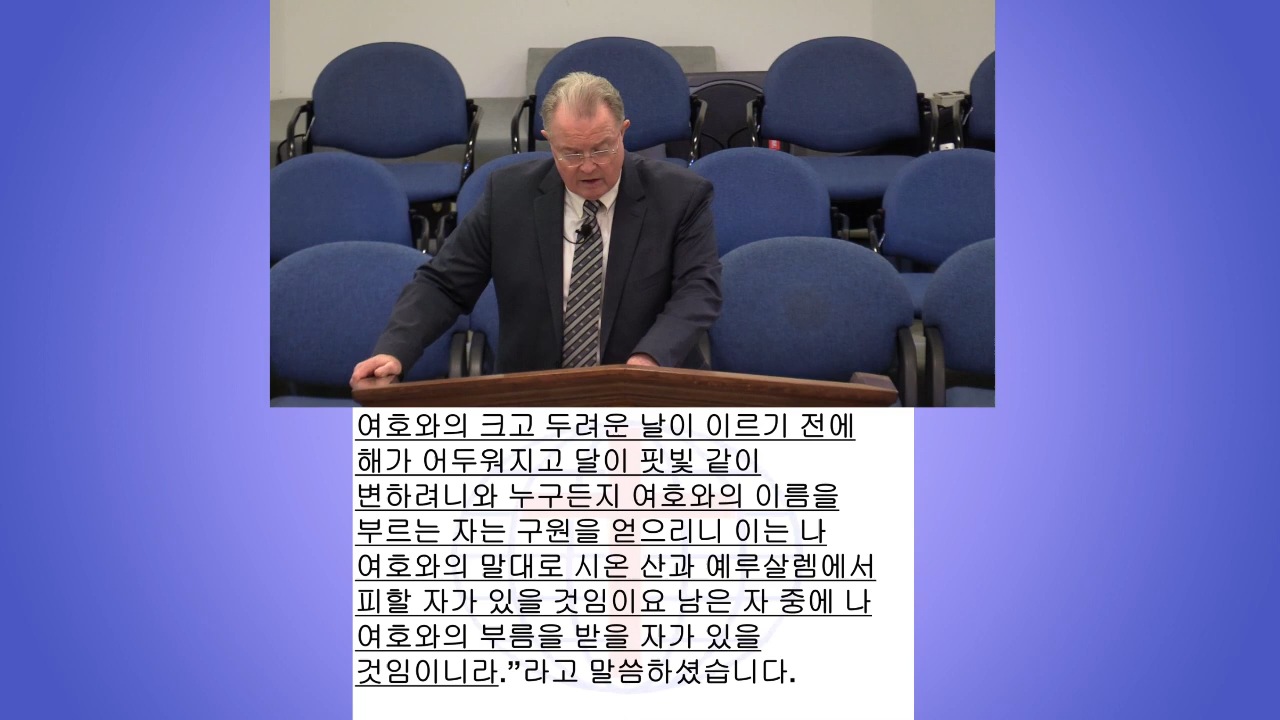 여호와의 크고 두려운 날이 이르기 전에
해가 어두워지고 달이 핏빛 같이
변하려니와 누구든지 여호와의 이름을
부르는 자는 구원을 얻으리니 이는 나
여호와의 말대로 시온 산과 예루살렘에서
피할 자가 있을 것임이요 남은 자 중에 나
여호와의 부름을 받을 자가 있을
것임이니라.”라고 말씀하셨습니다.